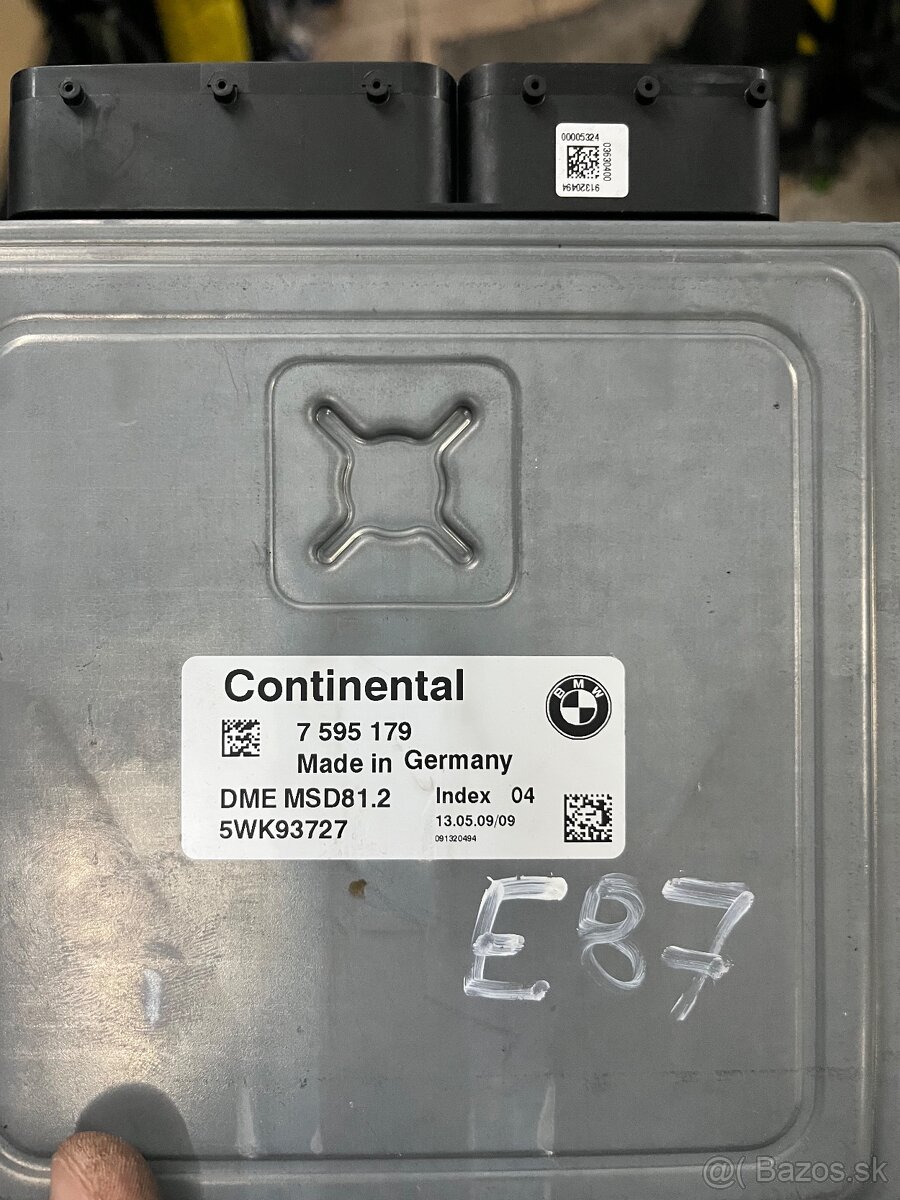 00005324
03630400
91320494
Continental
BMW
7 595 179
Made in Germany
DME MSD81.2
Index 04
5WK93727
13.05.09/09
091320494
E87
@( Bazos.sk